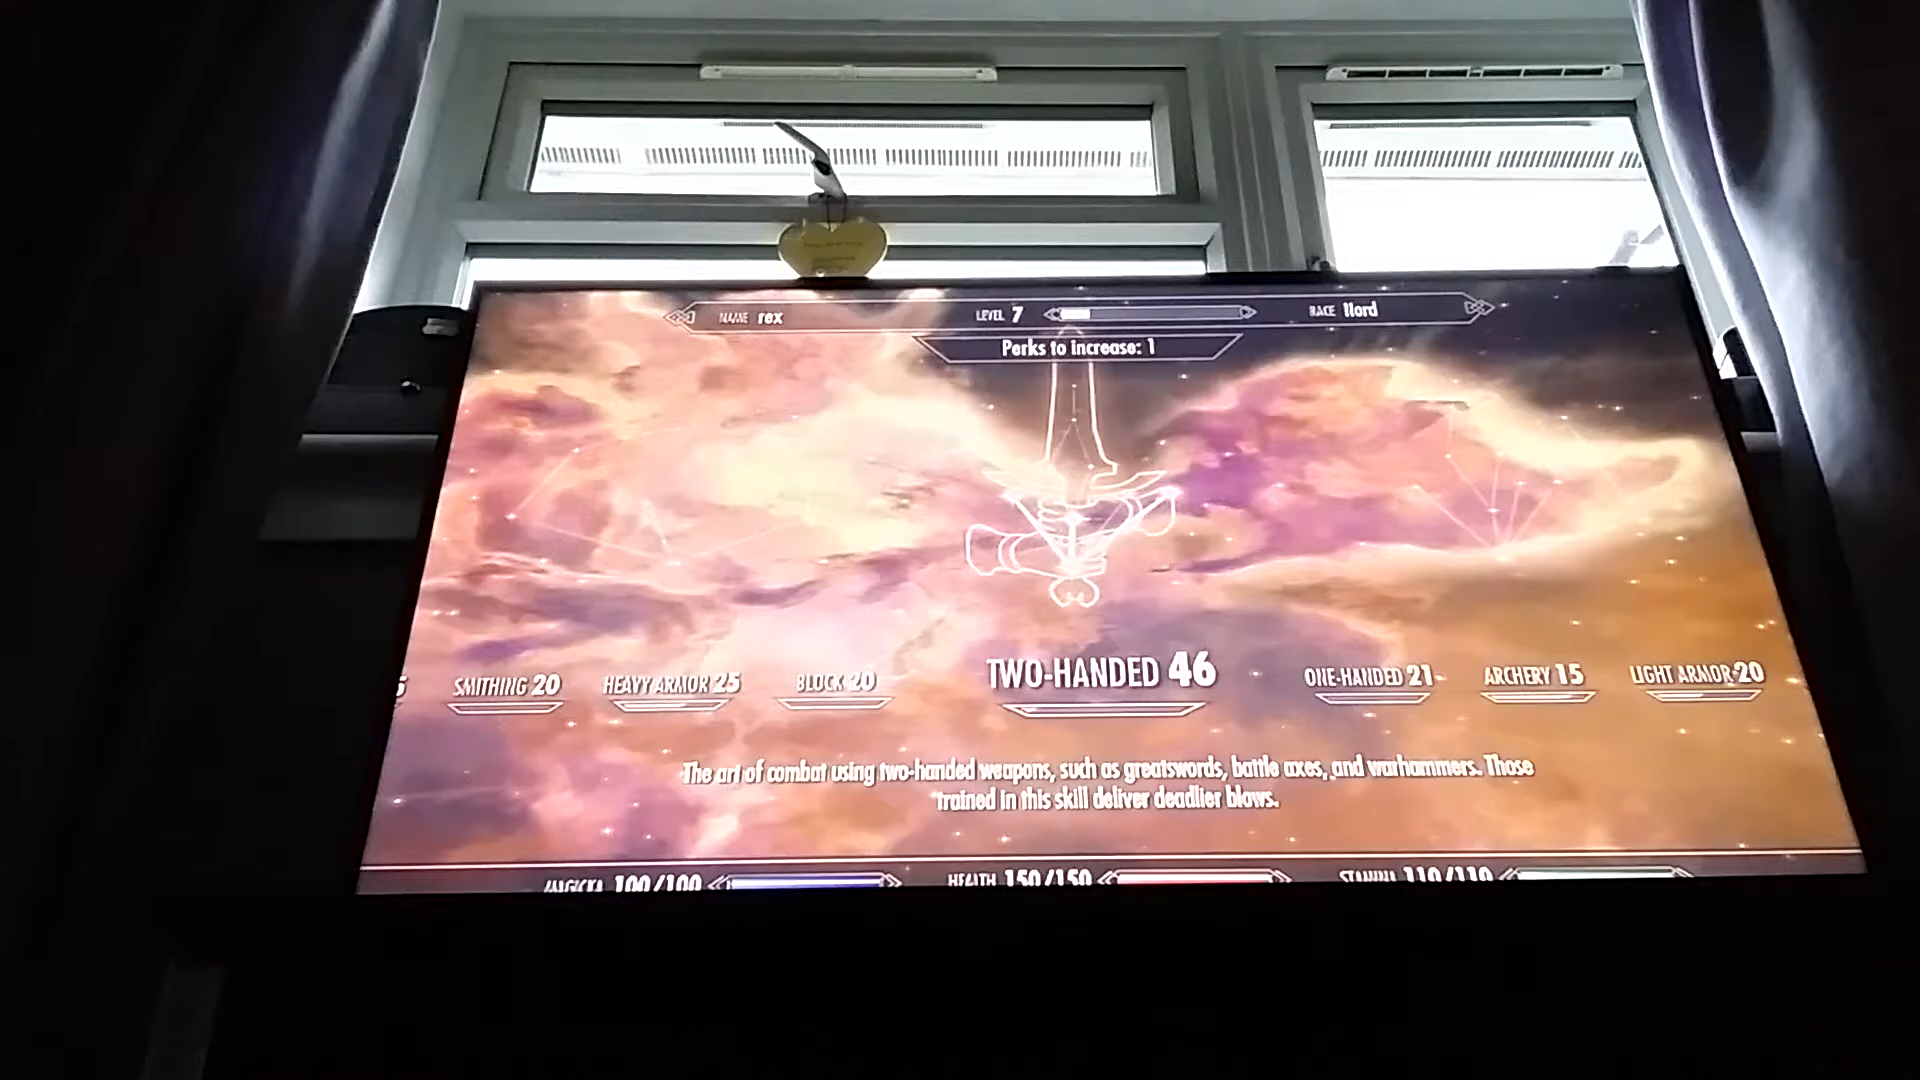 NAME rex
LEVEL 7
RACE Nord
Perks to increase: 1
SMITHING 20
HEAVY ARMOR 25
BLOCK 20
TWO-HANDED 46
ONE-HANDED 21
ARCHERY 15
LIGHT ARMOR 20
The art of combat using two-handed weapons, such as greatswords, battle axes, and warhammers. Those
trained in this skill deliver deadlier blows.
MAGICKA 100/100
HEALTH 150/150
STAMINA 110/110